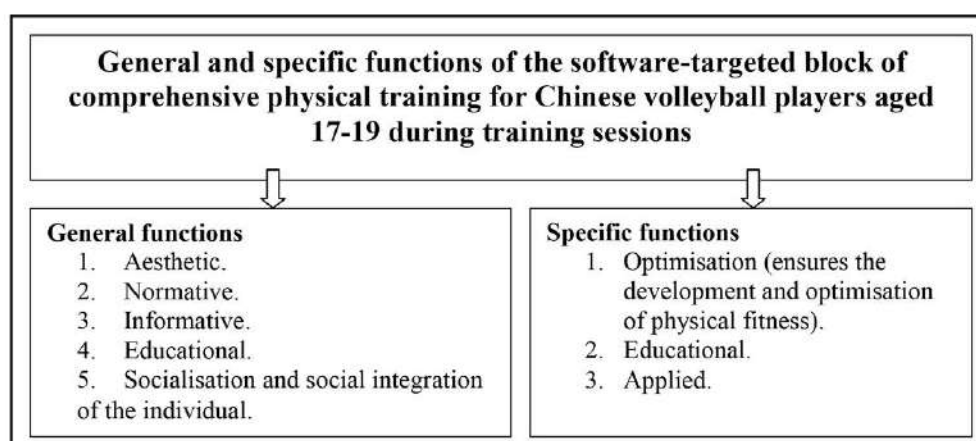 General and specific functions of the software-targeted block of
comprehensive physical training for Chinese volleyball players aged
17-19 during training sessions
General functions
1. Aesthetic.
2. Normative.
3. Informative.
4. Educational.
5. Socialisation and social integration
of the individual.
Specific functions
1. Optimisation (ensures the
development and optimisation
of physical fitness).
2. Educational.
3. Applied.